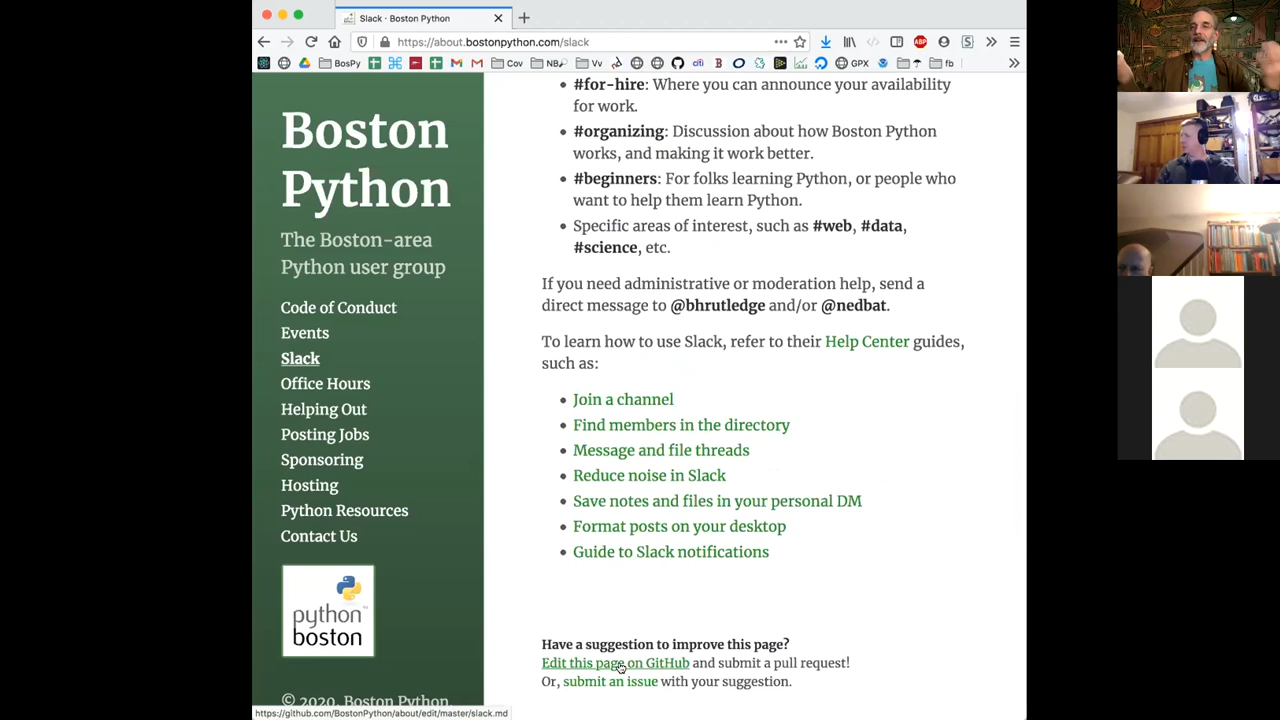 Slack · Boston Python
https://about.bostonpython.com/slack
ABP
BosPy
Cov
NB
Vv
citi
GPX
fb
Boston
Python
The Boston-area
Python user group
Code of Conduct
Events
Slack
Office Hours
Helping Out
Posting Jobs
Sponsoring
Hosting
Python Resources
Contact Us
python
boston
© 2020, Boston Python.
#for-hire: Where you can announce your availability
for work.
#organizing: Discussion about how Boston Python
works, and making it work better.
#beginners: For folks learning Python, or people who
want to help them learn Python.
Specific areas of interest, such as #web, #data,
#science, etc.
If you need administrative or moderation help, send a
direct message to @bhrutledge and/or @nedbat.
To learn how to use Slack, refer to their Help Center guides,
such as:
Join a channel
Find members in the directory
Message and file threads
Reduce noise in Slack
Save notes and files in your personal DM
Format posts on your desktop
Guide to Slack notifications
Have a suggestion to improve this page?
Edit this page on GitHub and submit a pull request!
Or, submit an issue with your suggestion.
https://github.com/BostonPython/about/edit/master/slack.md